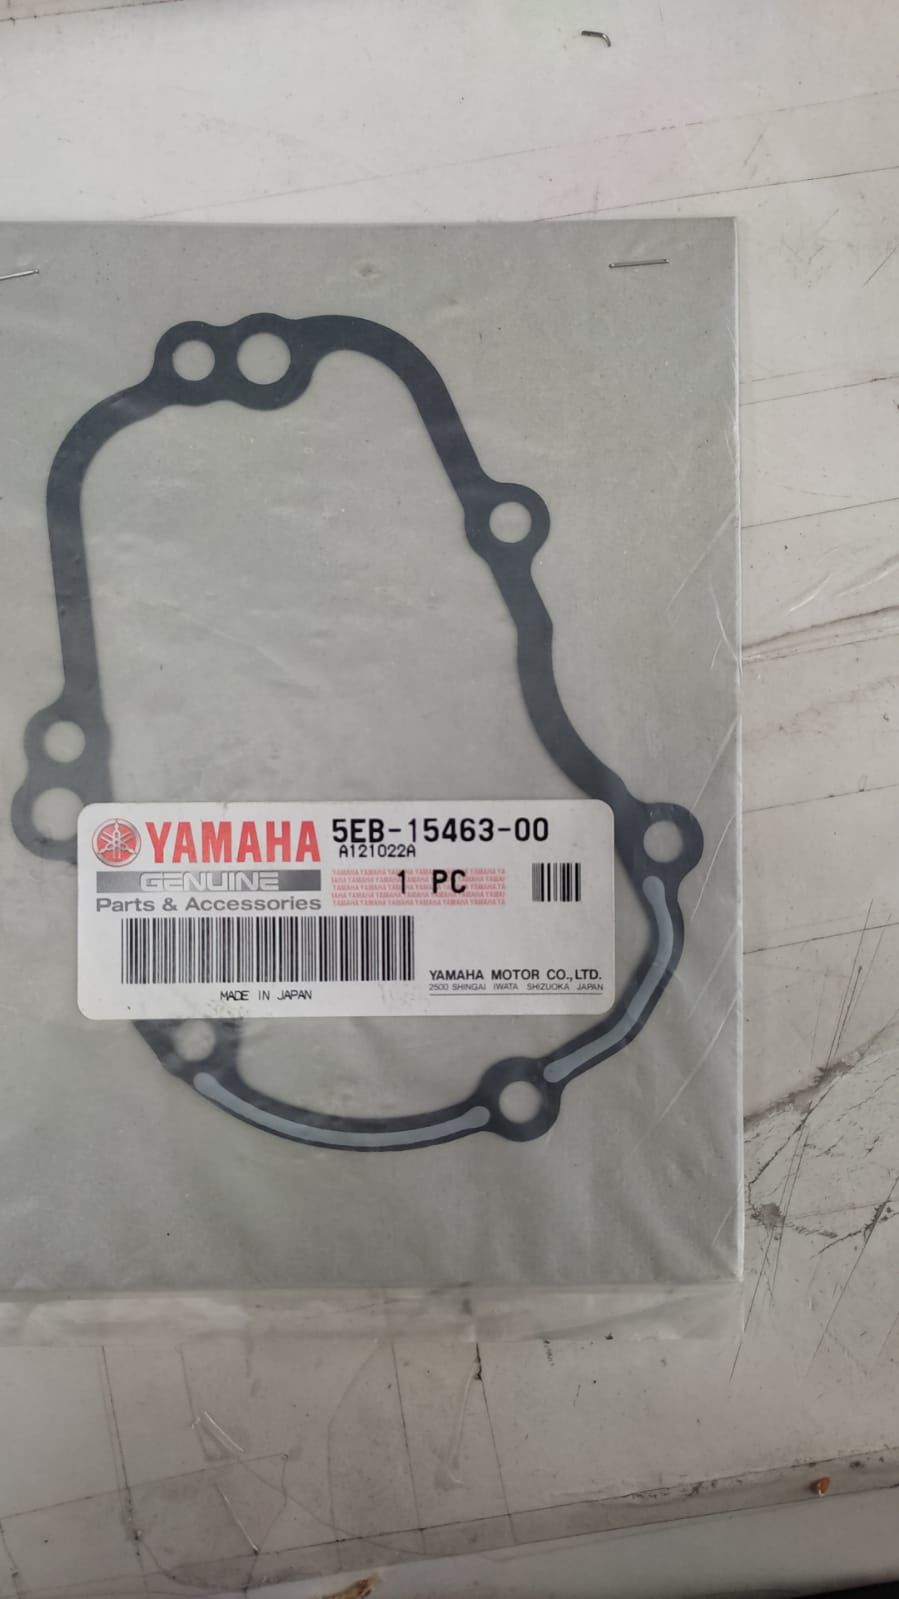 YAMAHA 5EB-15463-00
A121022A
GENUINE 1 PC
Parts & Accessories
YAMAHA MOTOR CO.,LTD.
2500 SHINGAI IWATA SHIZUOKA JAPAN
MADE IN JAPAN